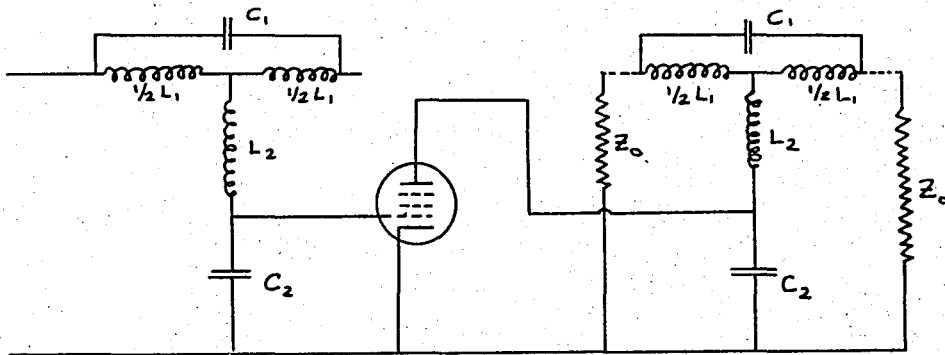 C₁
½ L₁
½ L₁
L₂
C₂
C₁
½ L₁
½ L₁
Z₀
L₂
Z₀
C₂